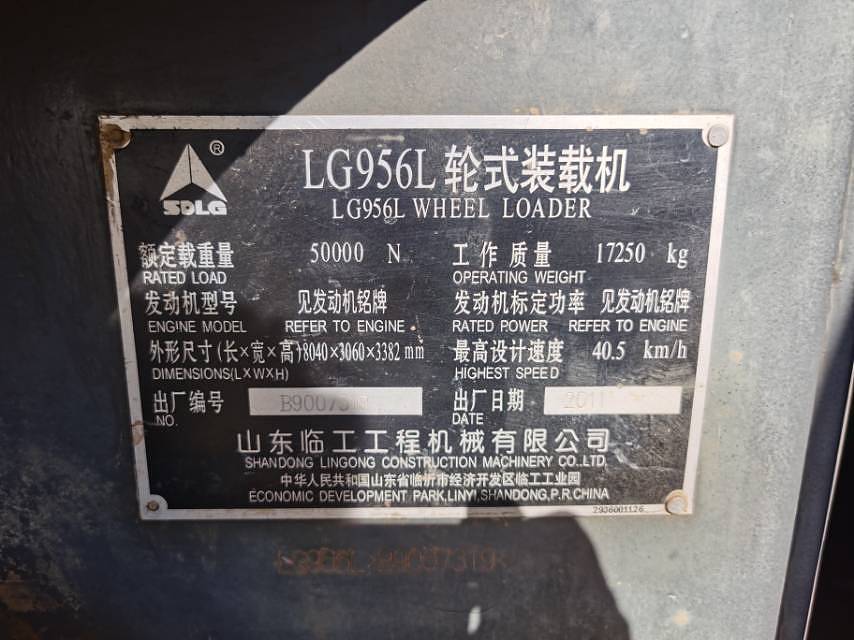 ®
SDLG
LG956L 轮式装载机
LG956L WHEEL LOADER
额定载重量 50000 N 工作质量 17250 kg
RATED LOAD OPERATING WEIGHT
发动机型号 见发动机铭牌 发动机标定功率 见发动机铭牌
ENGINE MODEL REFER TO ENGINE RATED POWER REFER TO ENGINE
外形尺寸(长×宽×高) 8040×3060×3382 mm 最高设计速度 40.5 km/h
DIMENSIONS(L×W×H) HIGHEST SPEED
出厂编号 出厂日期 2011
NO. DATE
山东临工工程机械有限公司
SHANDONG LINGONG CONSTRUCTION MACHINERY CO.,LTD.
中华人民共和国山东省临沂市经济开发区临工工业园
ECONOMIC DEVELOPMENT PARK,LINYI,SHANDONG,P.R.CHINA
2936001126